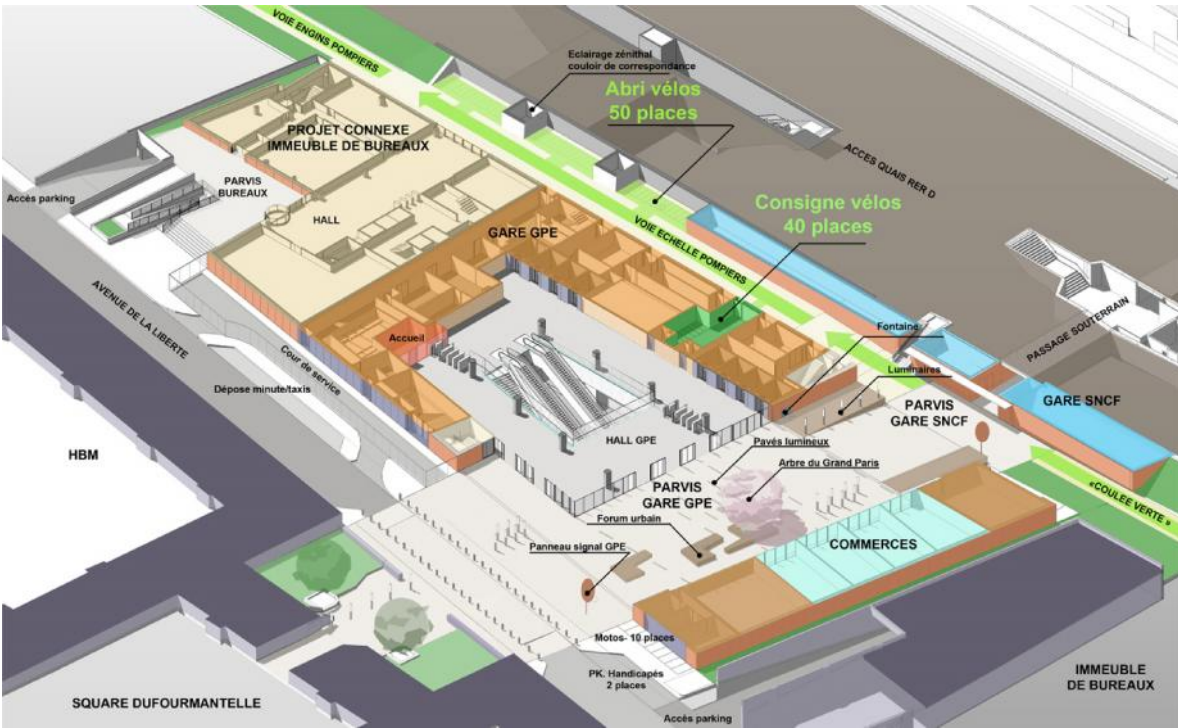 VOIE ENGINS POMPIERS
Eclairage zénithal
couloir de correspondance
Abri vélos
50 places
PROJET CONNEXE
IMMEUBLE DE BUREAUX
ACCES QUAIS RER D
Accès parking
PARVIS
BUREAUX
HALL
GARE GPE
Consigne vélos
40 places
VOIE ECHELLE POMPIERS
AVENUE DE LA LIBERTE
PASSAGE SOUTERRAIN
Accueil
Fontaine
Cour de service
Luminaires
Dépose minute/taxis
PARVIS
GARE SNCF
GARE SNCF
HALL GPE
HBM
Pavés lumineux
Arbre du Grand Paris
PARVIS
GARE GPE
«COULEE VERTE »
Forum urbain
COMMERCES
Panneau signal GPE
Motos- 10 places
PK. Handicapés
2 places
IMMEUBLE
DE BUREAUX
SQUARE DUFOURMANTELLE
Accès parking